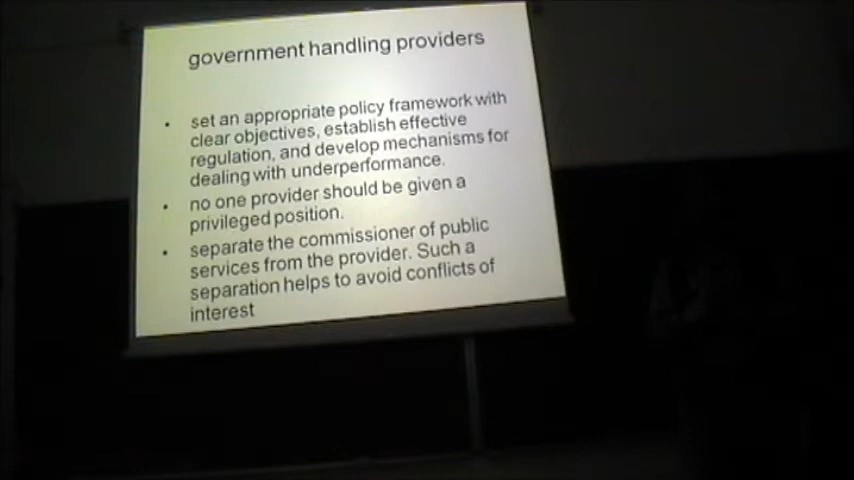 government handling providers
• set an appropriate policy framework with
clear objectives, establish effective
regulation, and develop mechanisms for
dealing with underperformance.
• no one provider should be given a
privileged position.
• separate the commissioner of public
services from the provider. Such a
separation helps to avoid conflicts of
interest